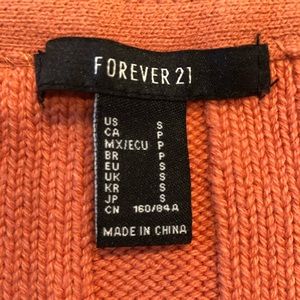 FOREVER 21
US S
CA P
MX/ECU P
BR P
EU S
UK S
KR S
JP S
CN 160/84A
MADE IN CHINA